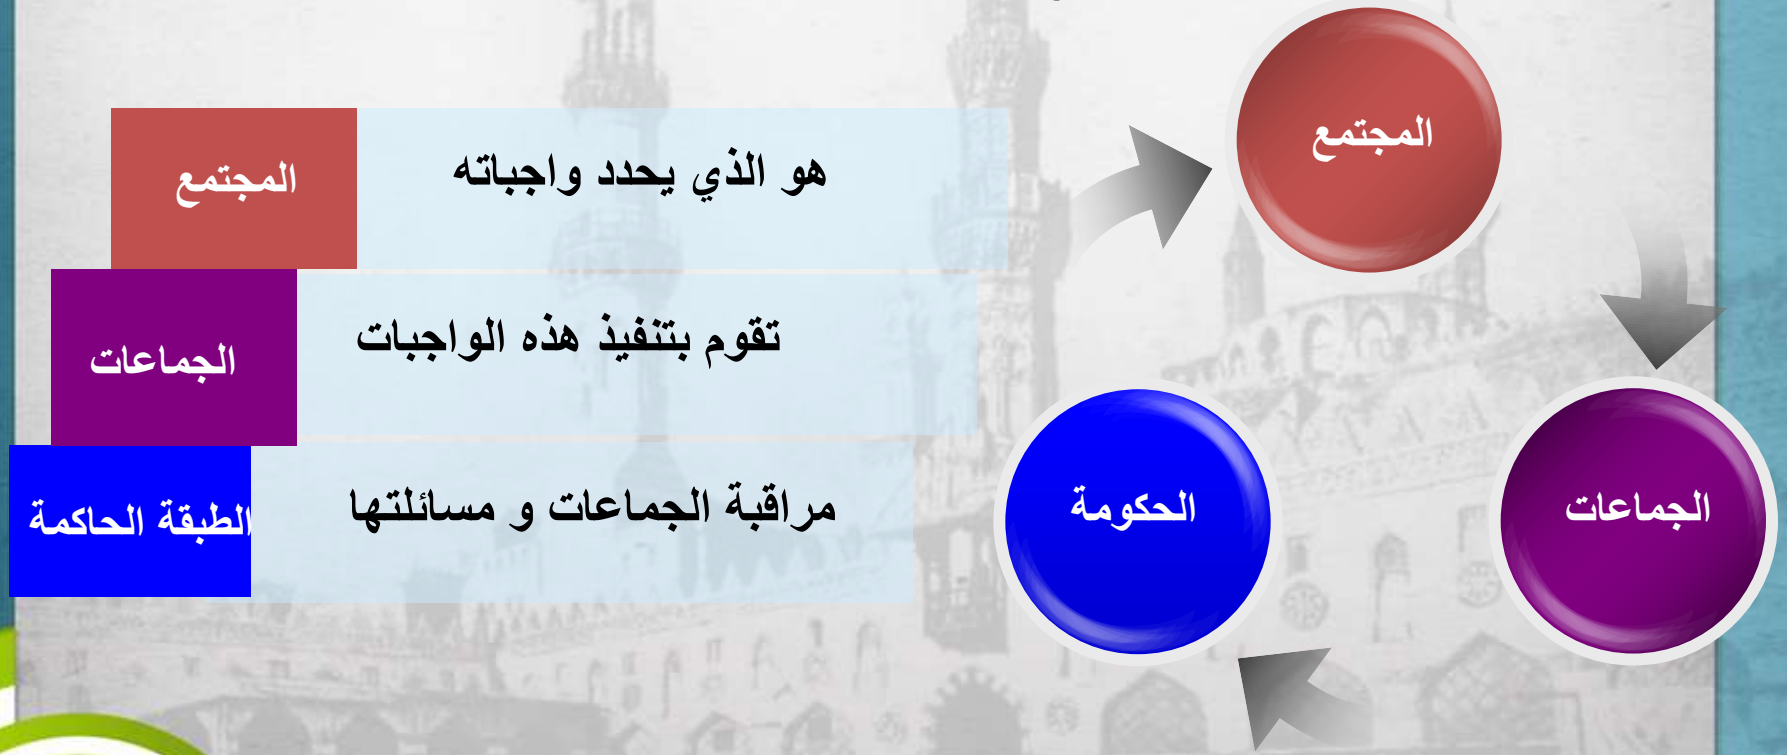 المجتمع
هو الذي يحدد واجباته
المجتمع
تقوم بتنفيذ هذه الواجبات
الجماعات
مراقبة الجماعات و مسائلتها
الطبقة الحاكمة
الجماعات
الحكومة